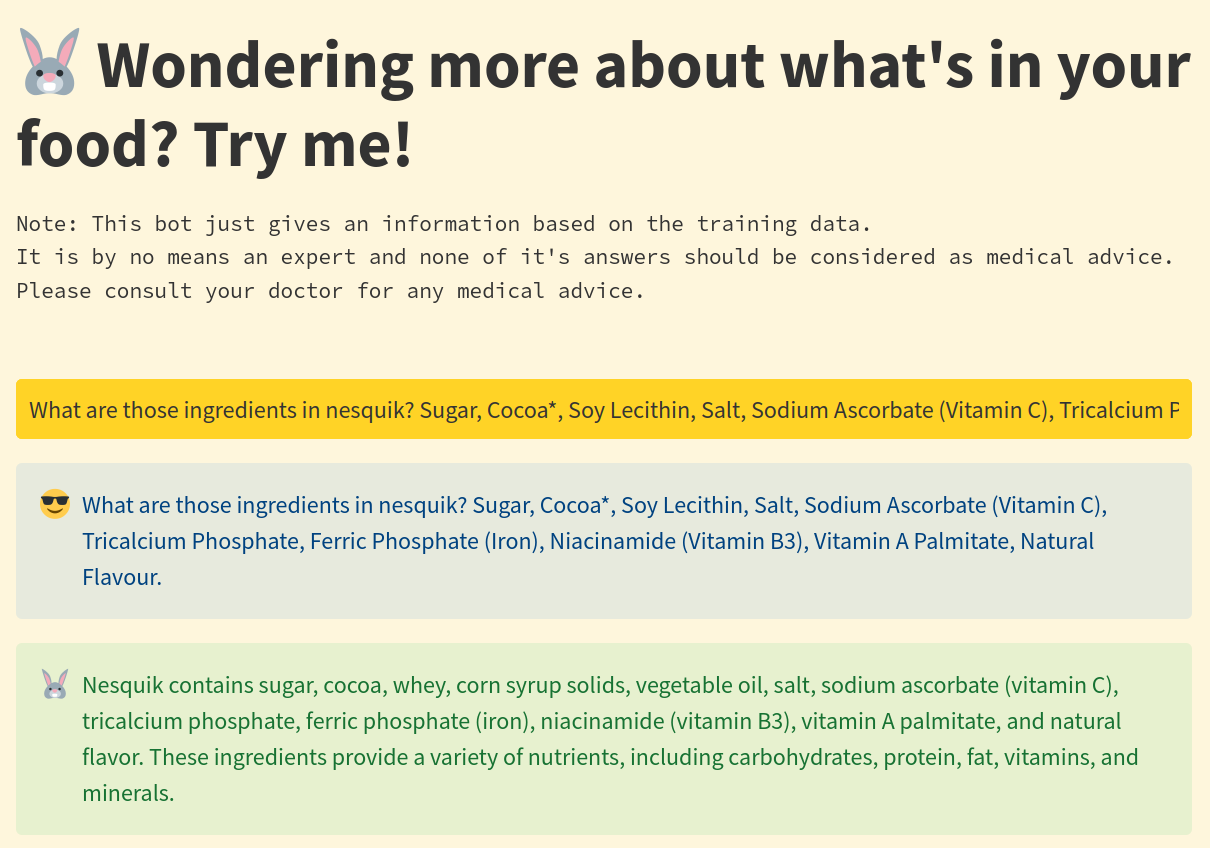 Wondering more about what's in your
food? Try me!
Note: This bot just gives an information based on the training data.
It is by no means an expert and none of it's answers should be considered as medical advice.
Please consult your doctor for any medical advice.
What are those ingredients in nesquik? Sugar, Cocoa*, Soy Lecithin, Salt, Sodium Ascorbate (Vitamin C), Tricalcium P
What are those ingredients in nesquik? Sugar, Cocoa*, Soy Lecithin, Salt, Sodium Ascorbate (Vitamin C),
Tricalcium Phosphate, Ferric Phosphate (Iron), Niacinamide (Vitamin B3), Vitamin A Palmitate, Natural
Flavour.
Nesquik contains sugar, cocoa, whey, corn syrup solids, vegetable oil, salt, sodium ascorbate (vitamin C),
tricalcium phosphate, ferric phosphate (iron), niacinamide (vitamin B3), vitamin A palmitate, and natural
flavor. These ingredients provide a variety of nutrients, including carbohydrates, protein, fat, vitamins, and
minerals.